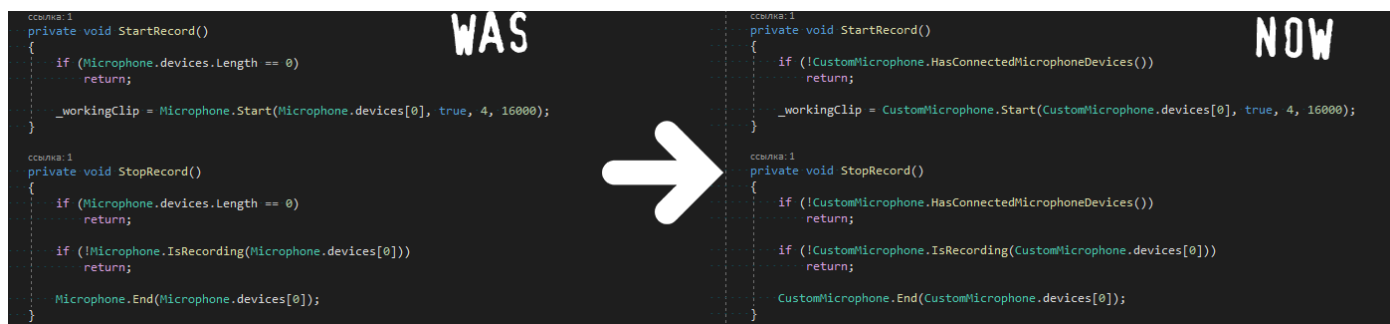 WAS
ссылка: 1
private void StartRecord()
{
if (Microphone.devices.Length == 0)
return;
_workingClip = Microphone.Start(Microphone.devices[0], true, 4, 16000);
}
ссылка: 1
private void StopRecord()
{
if (Microphone.devices.Length == 0)
return;
if (!Microphone.IsRecording(Microphone.devices[0]))
return;
Microphone.End(Microphone.devices[0]);
}
NOW
ссылка: 1
private void StartRecord()
{
if (!CustomMicrophone.HasConnectedMicrophoneDevices())
return;
_workingClip = CustomMicrophone.Start(CustomMicrophone.devices[0], true, 4, 16000);
}
ссылка: 1
private void StopRecord()
{
if (!CustomMicrophone.HasConnectedMicrophoneDevices())
return;
if (!CustomMicrophone.IsRecording(CustomMicrophone.devices[0]))
return;
CustomMicrophone.End(CustomMicrophone.devices[0]);
}